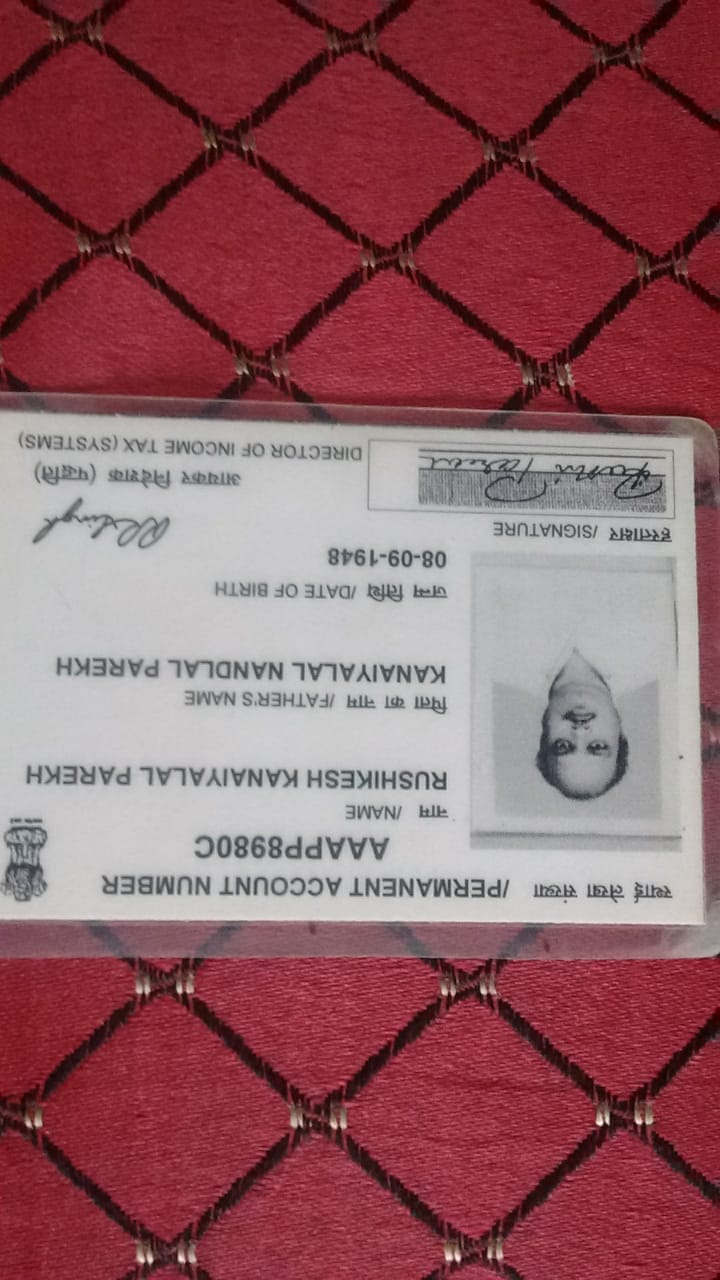 स्थाई लेखा संख्या /PERMANENT ACCOUNT NUMBER
AAAPP8980C
नाम /NAME
RUSHIKESH KANAIYALAL PAREKH
पिता का नाम /FATHER'S NAME
KANAIYALAL NANDLAL PAREKH
जन्म तिथि /DATE OF BIRTH
08-09-1948
हस्ताक्षर /SIGNATURE
आयकर निदेशक (पद्धति)
DIRECTOR OF INCOME TAX (SYSTEMS)